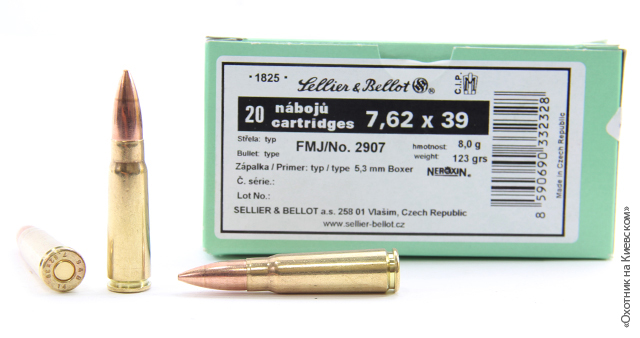 • 1825 •
Sellier & Bellot S&B®
C.I.P.
20 nábojů cartridges 7,62 x 39
Střela: typ
Bullet: type
FMJ/No. 2907
hmotnost 8,0 g
weight: 123 grs
Zápalka / Primer: typ / type 5,3 mm Boxer
NEROXIN
Č. série.:
Lot No.:
SELLIER & BELLOT a.s. 258 01 Vlašim, Czech Republic
www.sellier-bellot.cz
8 590690 332328
Made in Czech Republic
«Охотник на Киевском»